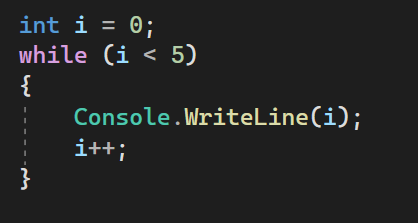 int i = 0;
while (i < 5)
{
    Console.WriteLine(i);
    i++;
}